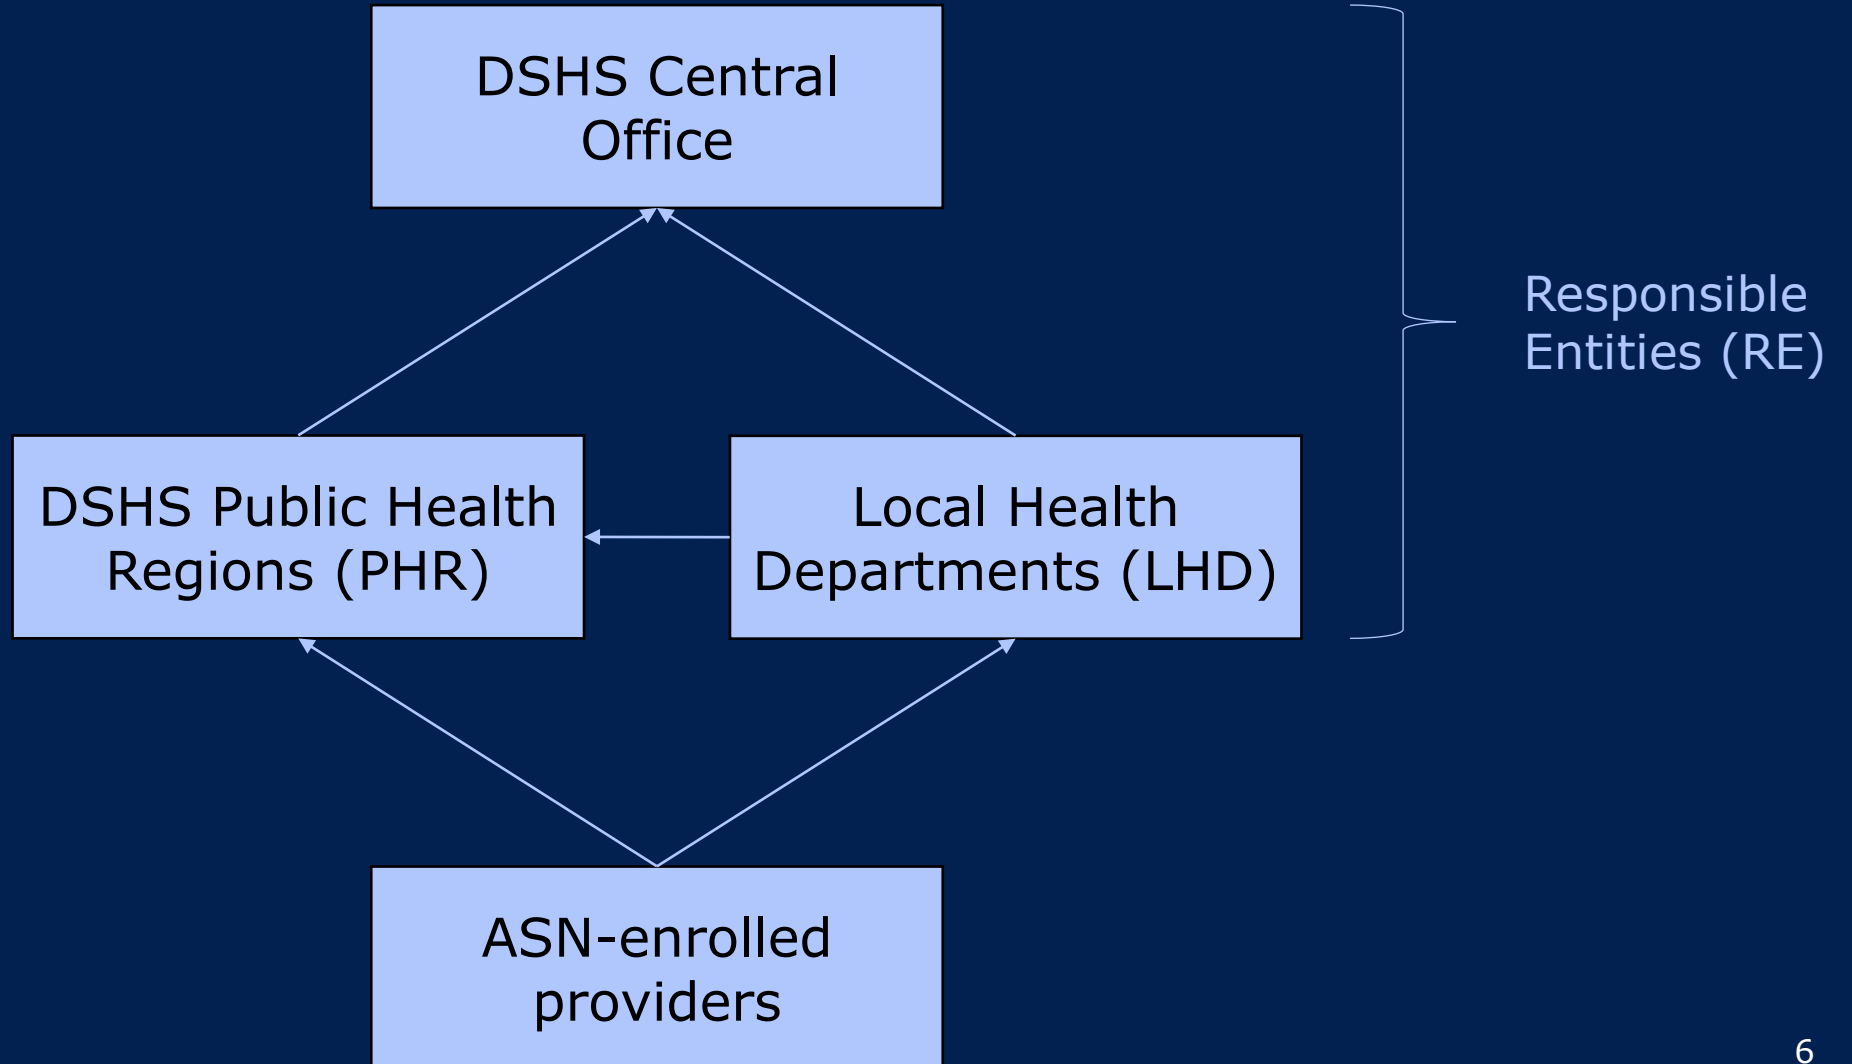 DSHS Central
Office
Responsible
Entities (RE)
DSHS Public Health
Regions (PHR)
Local Health
Departments (LHD)
ASN-enrolled
providers
6